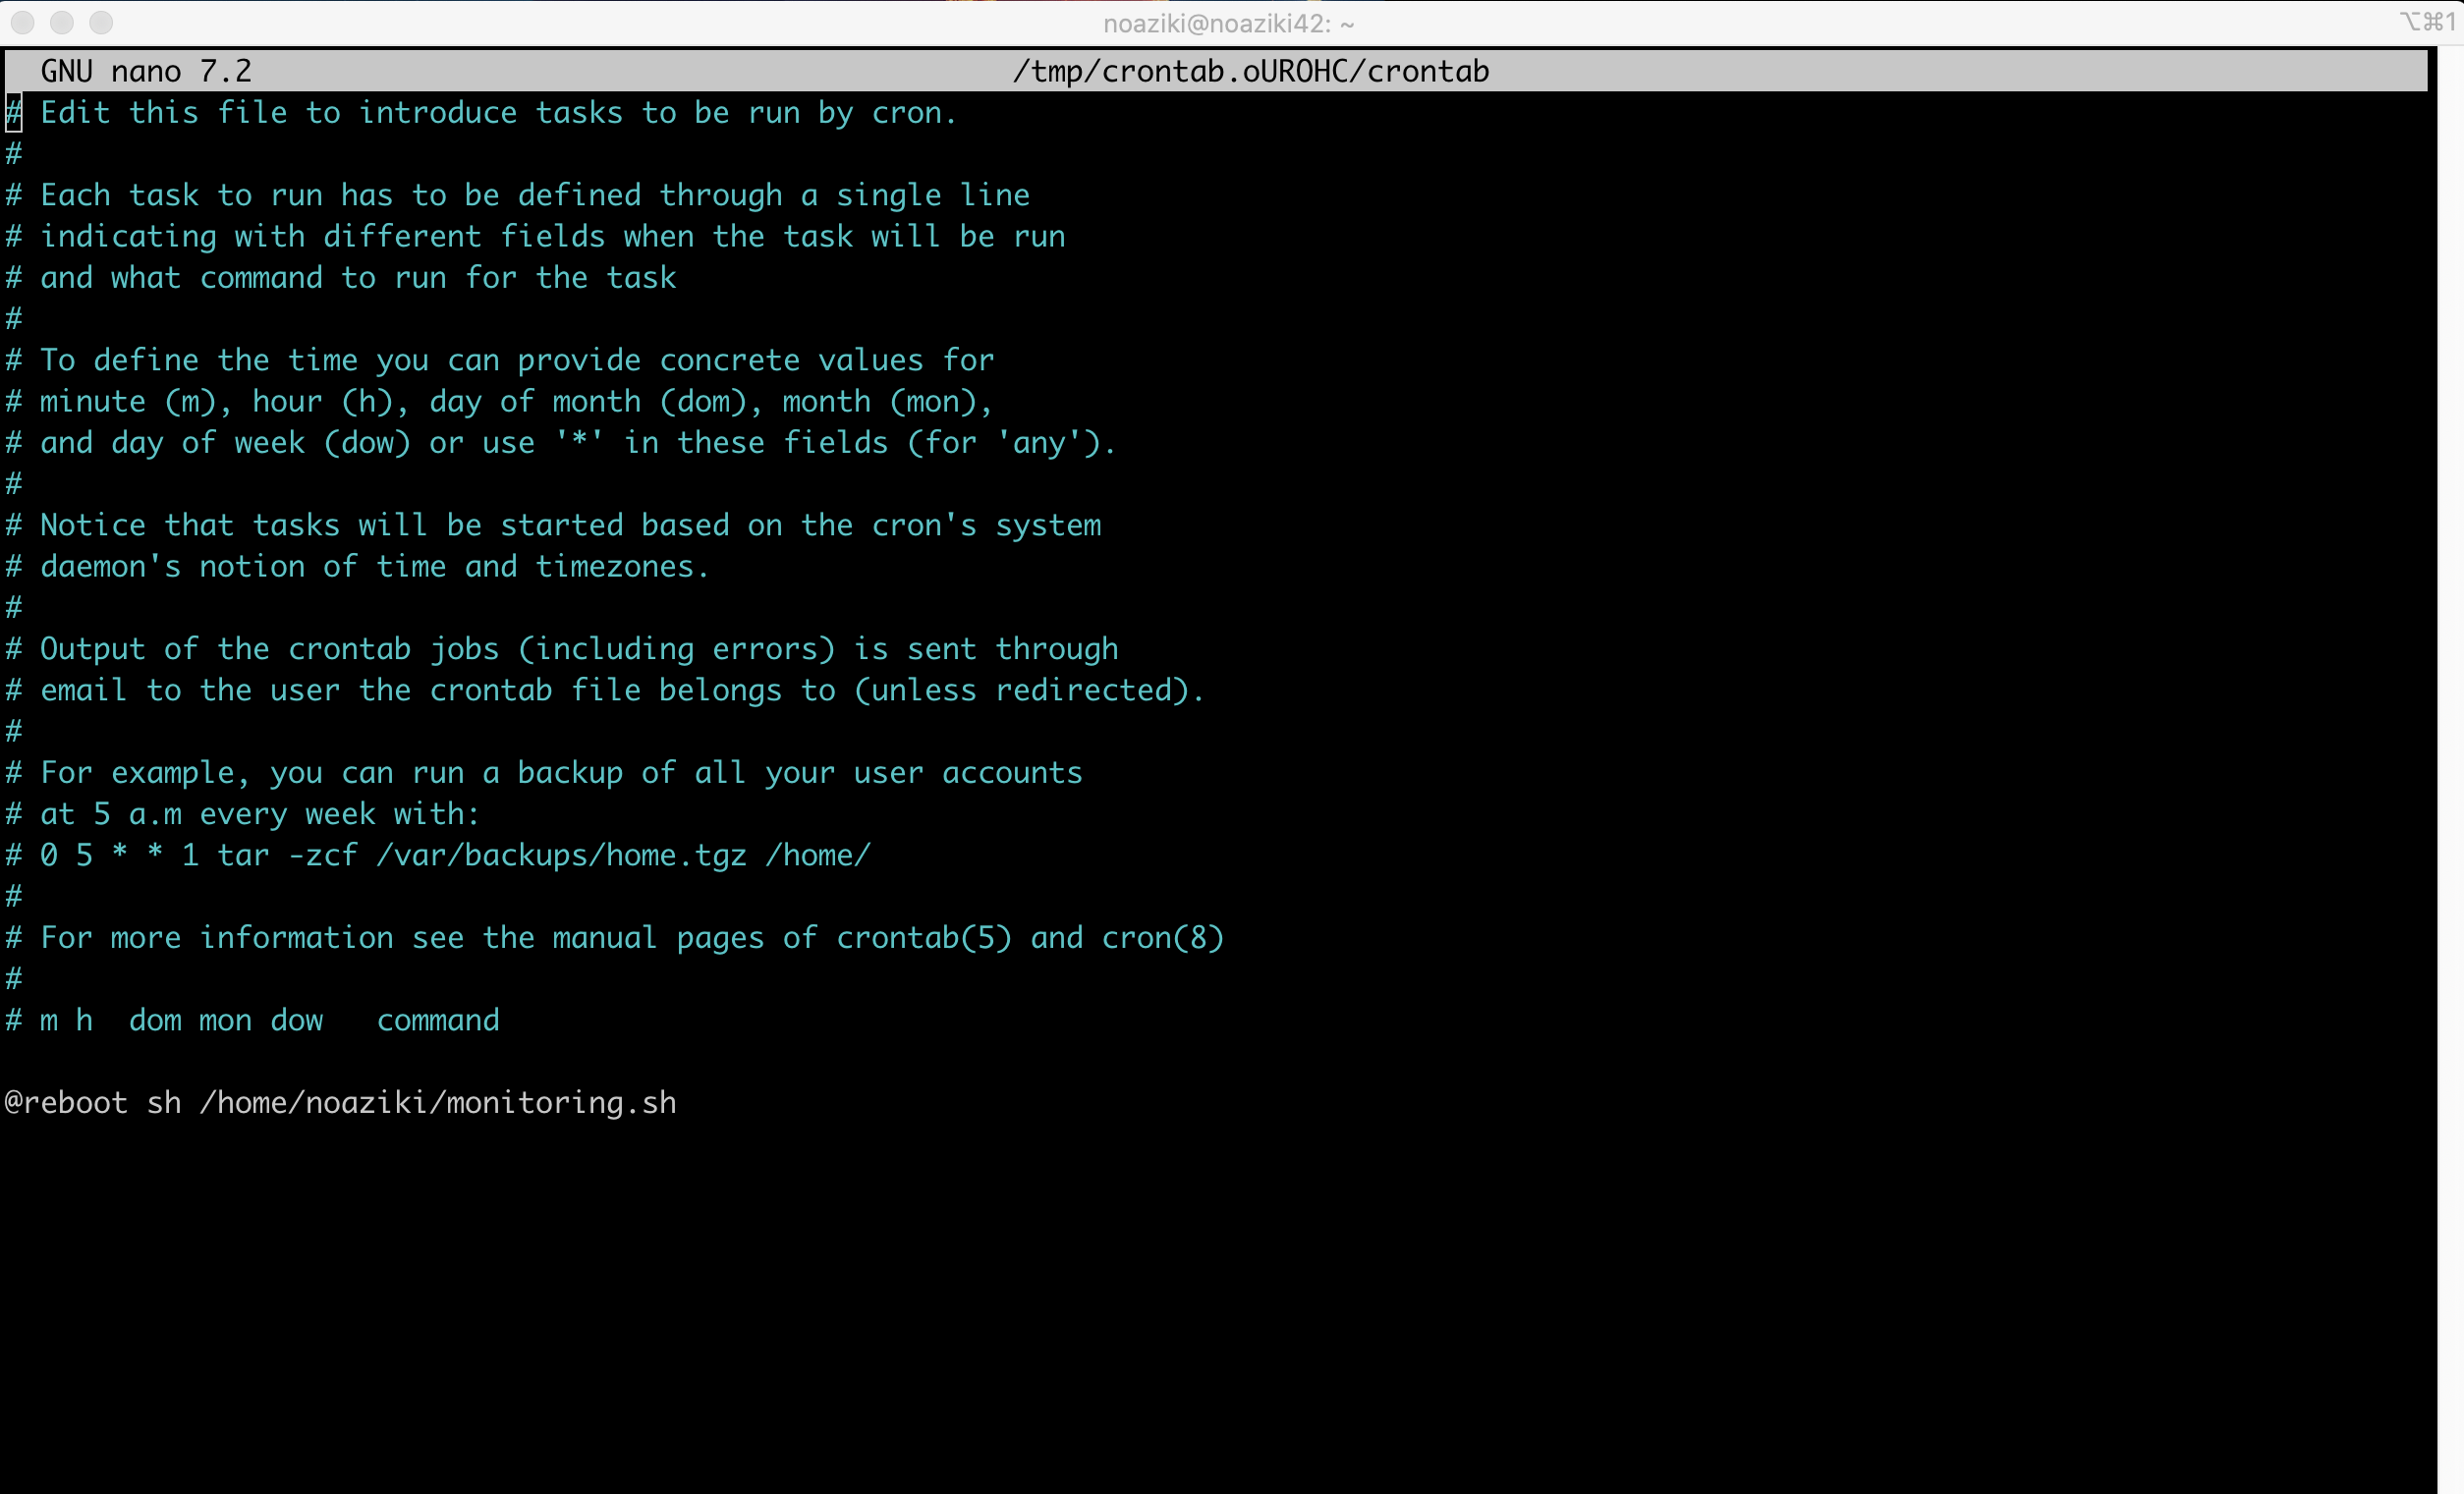 noaziki@noaziki42: ~
⌥⌘1
GNU nano 7.2 /tmp/crontab.oUROHC/crontab
# Edit this file to introduce tasks to be run by cron.
#
# Each task to run has to be defined through a single line
# indicating with different fields when the task will be run
# and what command to run for the task
#
# To define the time you can provide concrete values for
# minute (m), hour (h), day of month (dom), month (mon),
# and day of week (dow) or use '*' in these fields (for 'any').
#
# Notice that tasks will be started based on the cron's system
# daemon's notion of time and timezones.
#
# Output of the crontab jobs (including errors) is sent through
# email to the user the crontab file belongs to (unless redirected).
#
# For example, you can run a backup of all your user accounts
# at 5 a.m every week with:
# 0 5 * * 1 tar -zcf /var/backups/home.tgz /home/
#
# For more information see the manual pages of crontab(5) and cron(8)
#
# m h  dom mon dow   command
@reboot sh /home/noaziki/monitoring.sh